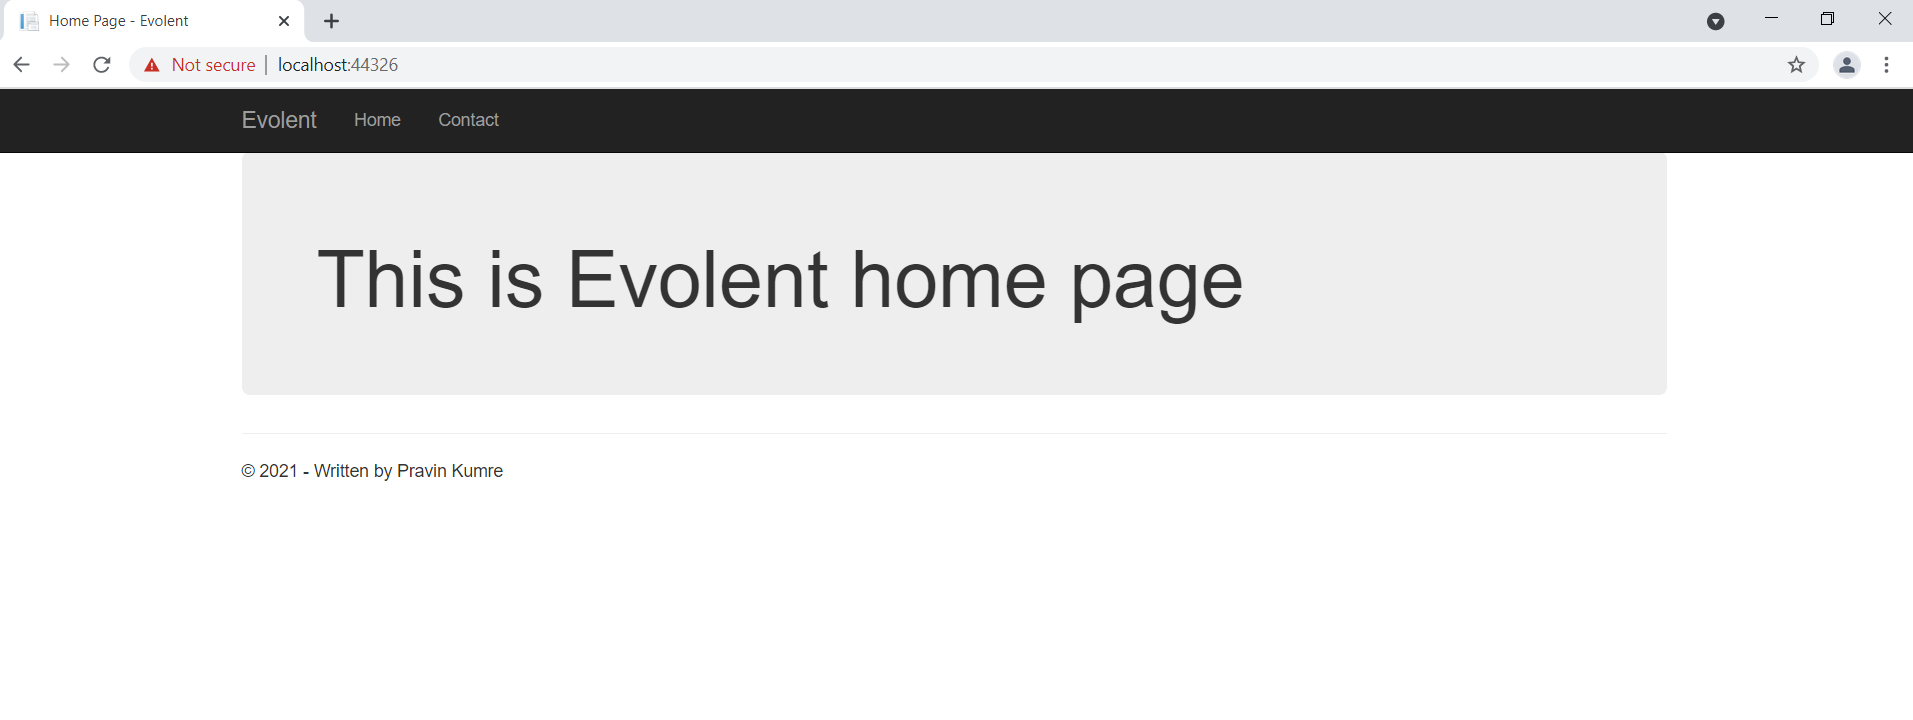 Home Page - Evolent
Not secure | localhost:44326
Evolent Home Contact
This is Evolent home page
© 2021 - Written by Pravin Kumre